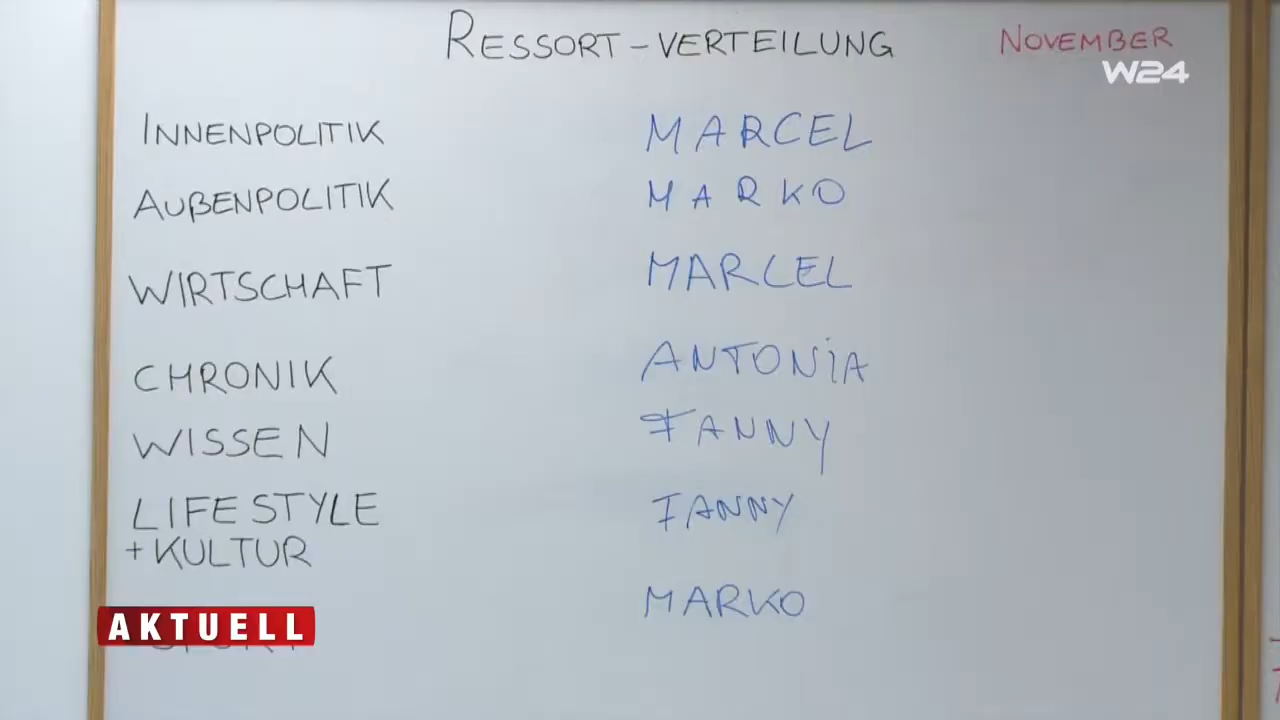 RESSORT-VERTEILUNG NOVEMBER
W24
INNENPOLITIK MARCEL
AUßENPOLITIK MARKO
WIRTSCHAFT MARCEL
CHRONIK ANTONIA
WISSEN FANNY
LIFESTYLE FANNY
+ KULTUR
MARKO
AKTUELL